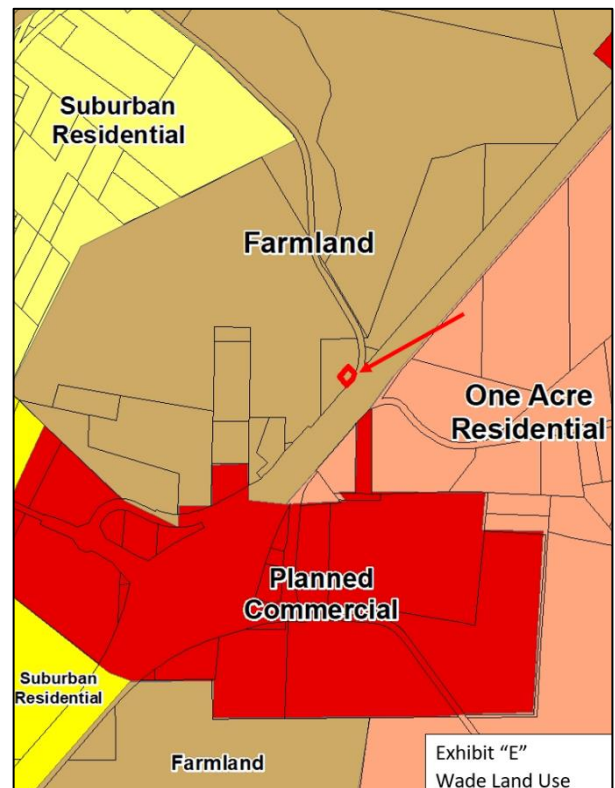 Suburban
Residential
Farmland
One Acre
Residential
Planned
Commercial
Suburban
Residential
Farmland
Exhibit “E”
Wade Land Use